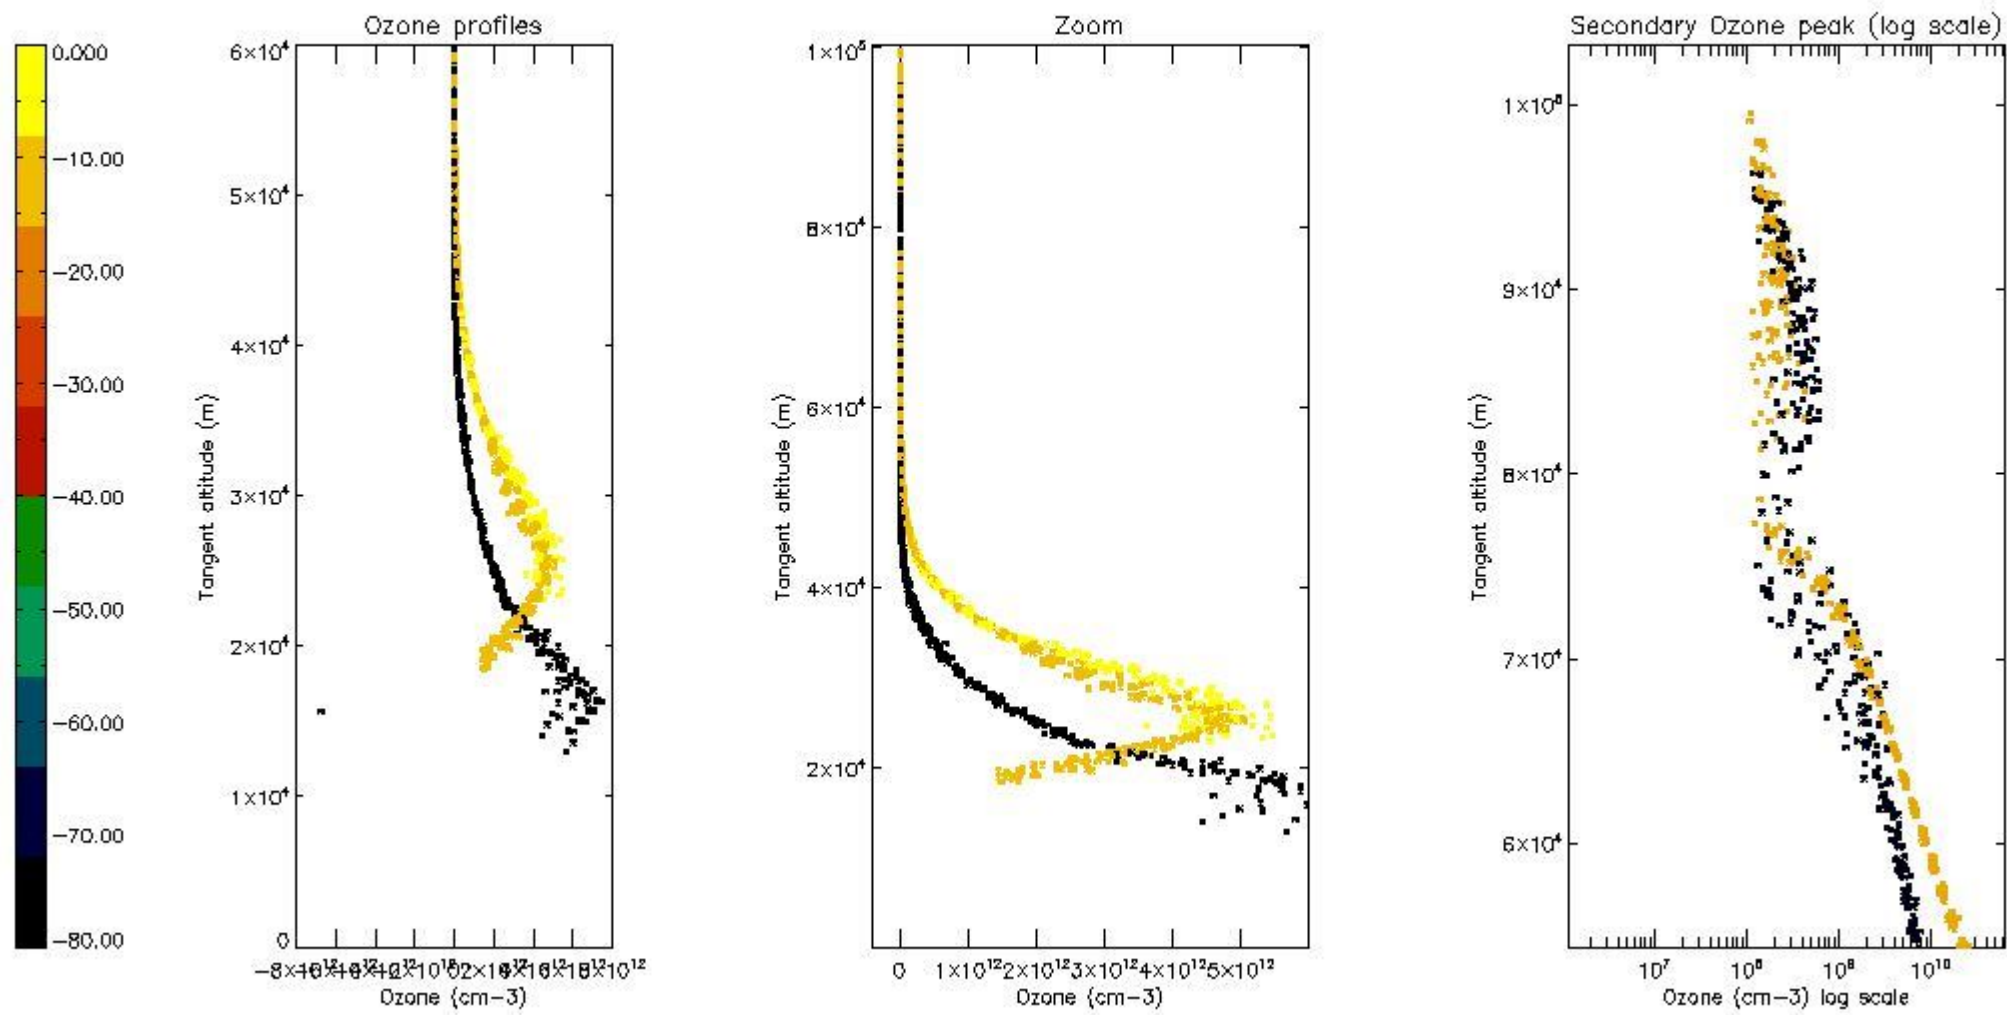 Ozone profiles
Zoom
Secondary Ozone peak (log scale)
0.000
−10.00
−20.00
−30.00
−40.00
−50.00
−60.00
−70.00
−80.00
6×10⁴
5×10⁴
4×10⁴
3×10⁴
2×10⁴
1×10⁴
0
Tangent altitude (m)
Ozone (cm−3)
1×10⁵
8×10⁴
6×10⁴
4×10⁴
2×10⁴
Tangent altitude (m)
0 1×10¹² 2×10¹² 3×10¹² 4×10¹² 5×10¹²
Ozone (cm−3)
9×10⁴
8×10⁴
7×10⁴
6×10⁴
Tangent altitude (m)
10⁷ 10⁹ 10¹⁰
Ozone (cm−3) log scale